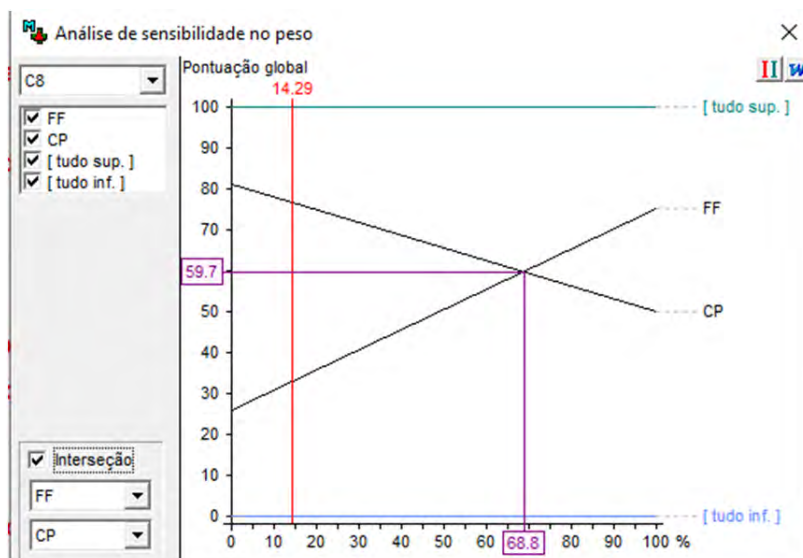 Análise de sensibilidade no peso
C8
FF
CP
[ tudo sup. ]
[ tudo inf. ]
Interseção
FF
CP
Pontuação global
14.29
100
90
80
70
59.7
50
40
30
20
10
0
[ tudo sup. ]
FF
CP
[ tudo inf. ]
0 10 20 30 40 50 60 68.8 80 90 100 %